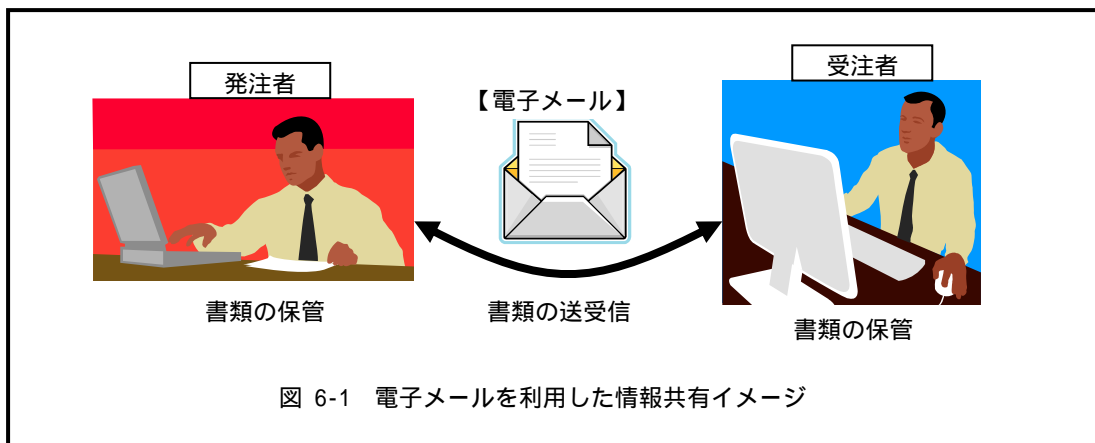 発注者
受注者
【電子メール】
書類の保管
書類の送受信
書類の保管
図 6-1 電子メールを利用した情報共有イメージ